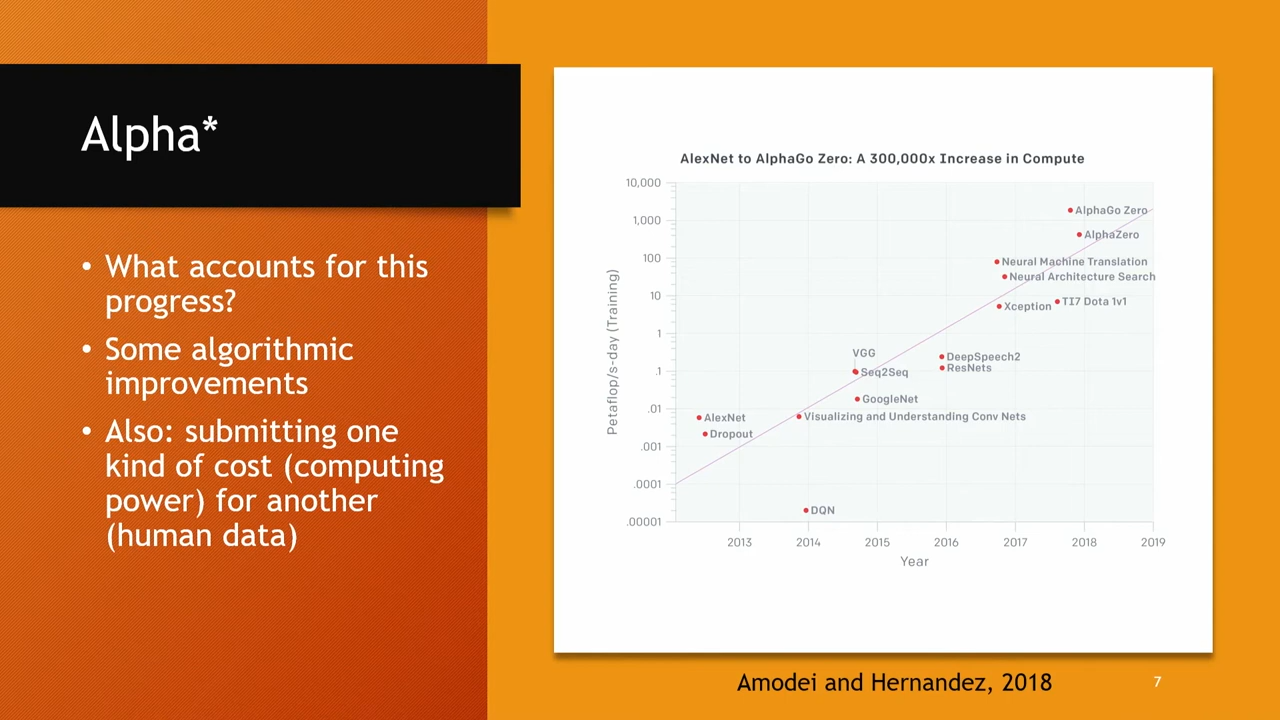 Alpha*
• What accounts for this
progress?
• Some algorithmic
improvements
• Also: submitting one
kind of cost (computing
power) for another
(human data)
AlexNet to AlphaGo Zero: A 300,000x Increase in Compute
Petaflop/s-day (Training)
10,000
1,000
100
10
1
.1
.01
.001
.0001
.00001
AlphaGo Zero
AlphaZero
Neural Machine Translation
Neural Architecture Search
TI7 Dota 1v1
Xception
VGG
DeepSpeech2
ResNets
Seq2Seq
GoogleNet
AlexNet
Visualizing and Understanding Conv Nets
Dropout
DQN
2013 2014 2015 2016 2017 2018 2019
Year
Amodei and Hernandez, 2018
7